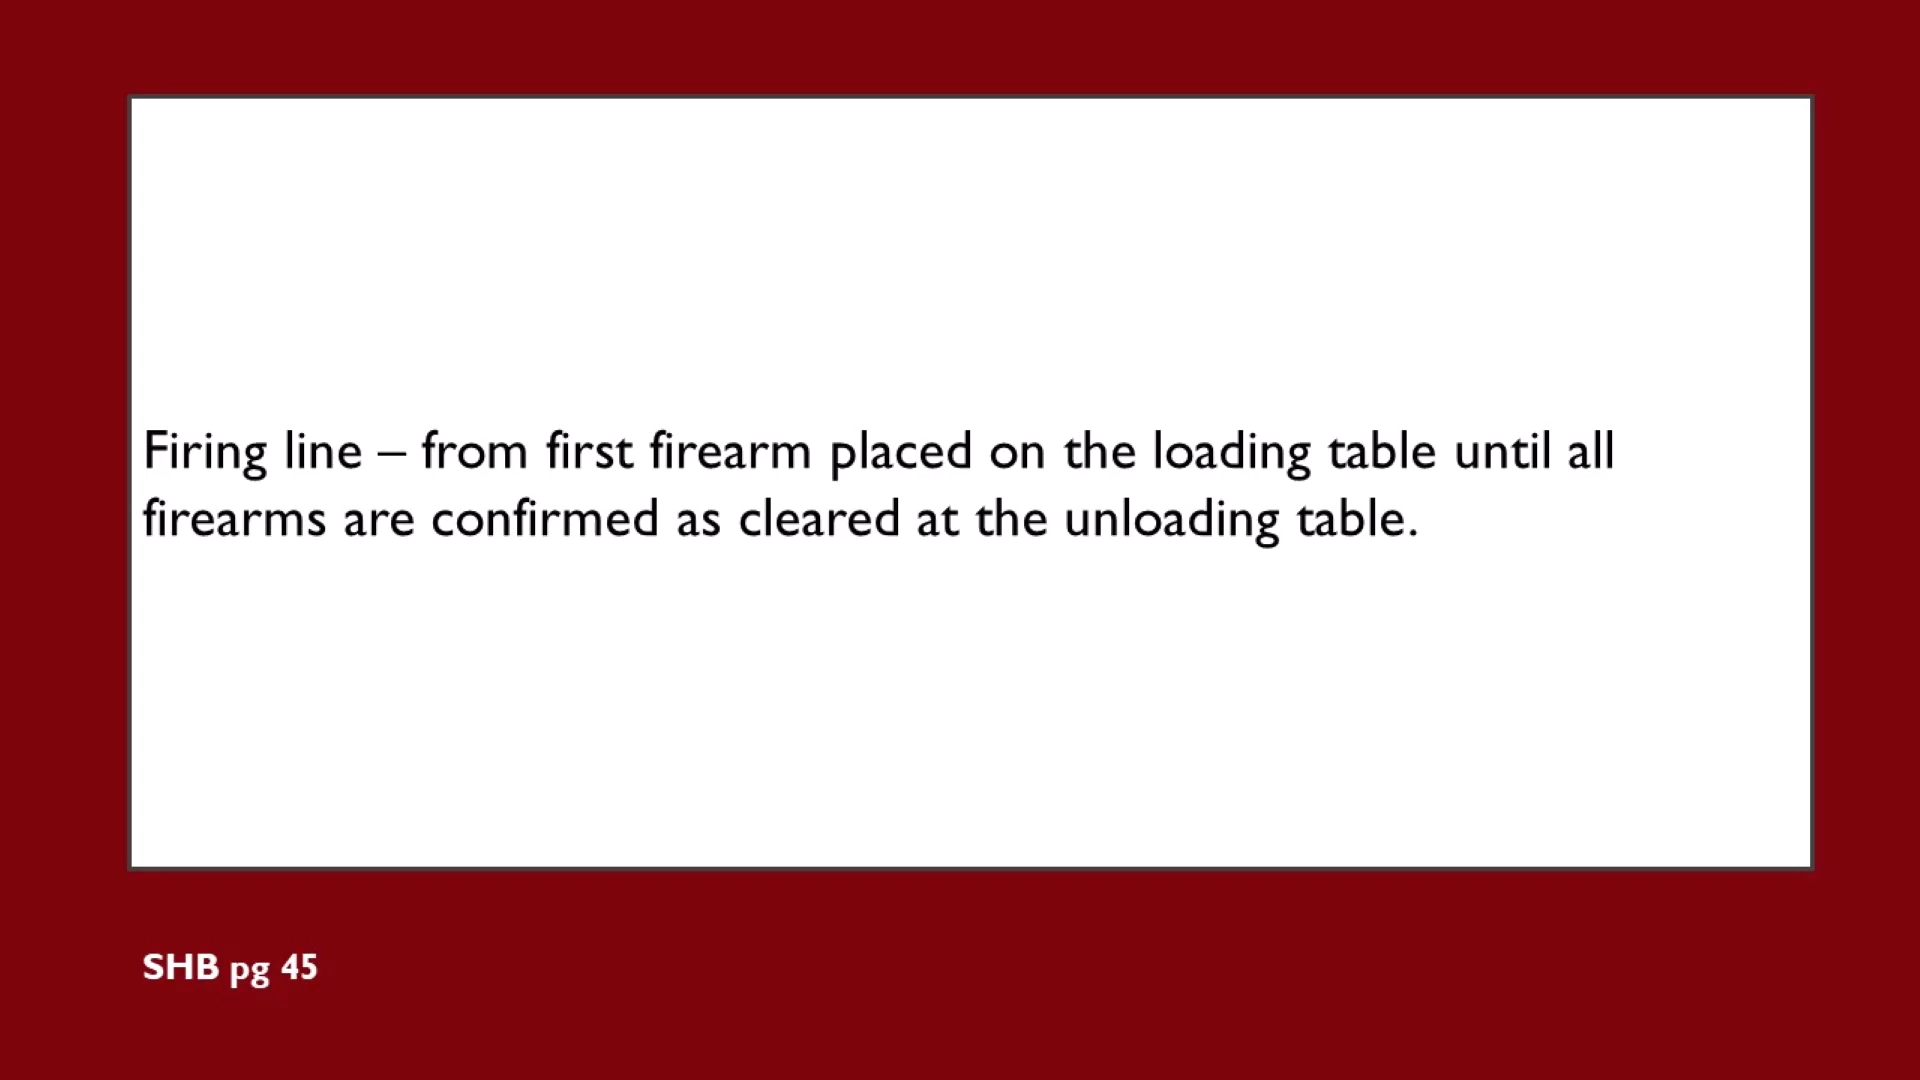 Firing line – from first firearm placed on the loading table until all
firearms are confirmed as cleared at the unloading table.
SHB pg 45